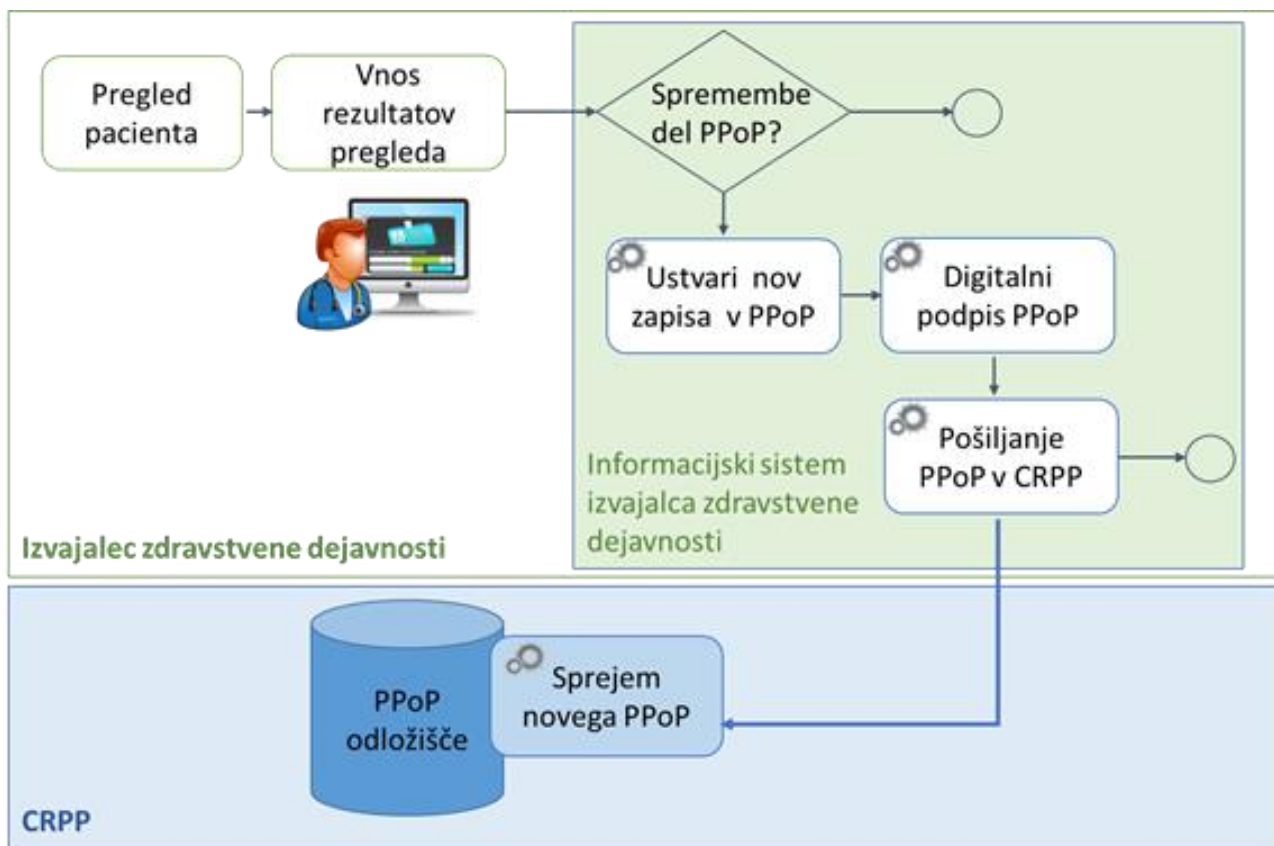 Pregled
pacienta
Vnos
rezultatov
pregleda
Spremembe
del PPoP?
Ustvari nov
zapisa v PPoP
Digitalni
podpis PPoP
Pošiljanje
PPoP v CRPP
Informacijski sistem
izvajalca zdravstvene
dejavnosti
Izvajalec zdravstvene dejavnosti
PPoP
odložišče
Sprejem
novega PPoP
CRPP